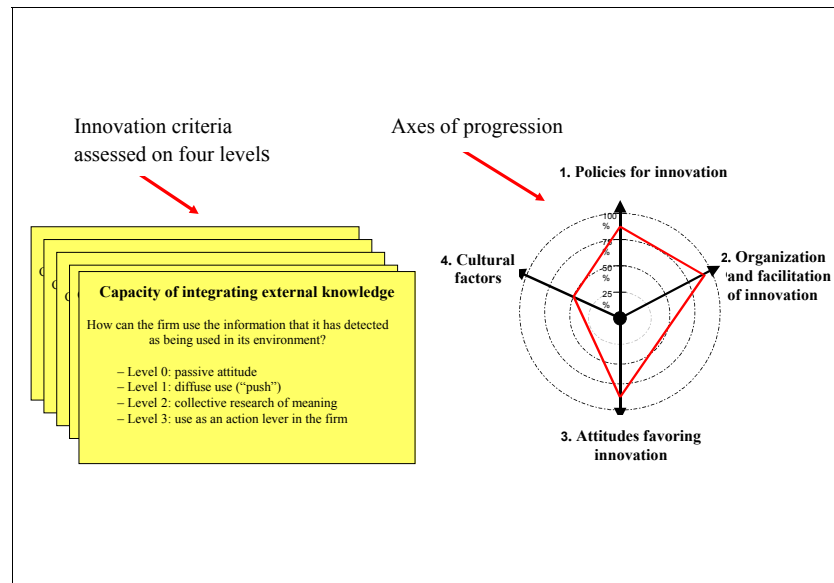 Innovation criteria
assessed on four levels
Axes of progression
1. Policies for innovation
100
%
75
%
50
%
25
%
2. Organization
and facilitation
of innovation
4. Cultural
factors
3. Attitudes favoring
innovation
Capacity of integrating external knowledge
How can the firm use the information that it has detected
as being used in its environment?
– Level 0: passive attitude
– Level 1: diffuse use (“push”)
– Level 2: collective research of meaning
– Level 3: use as an action lever in the firm